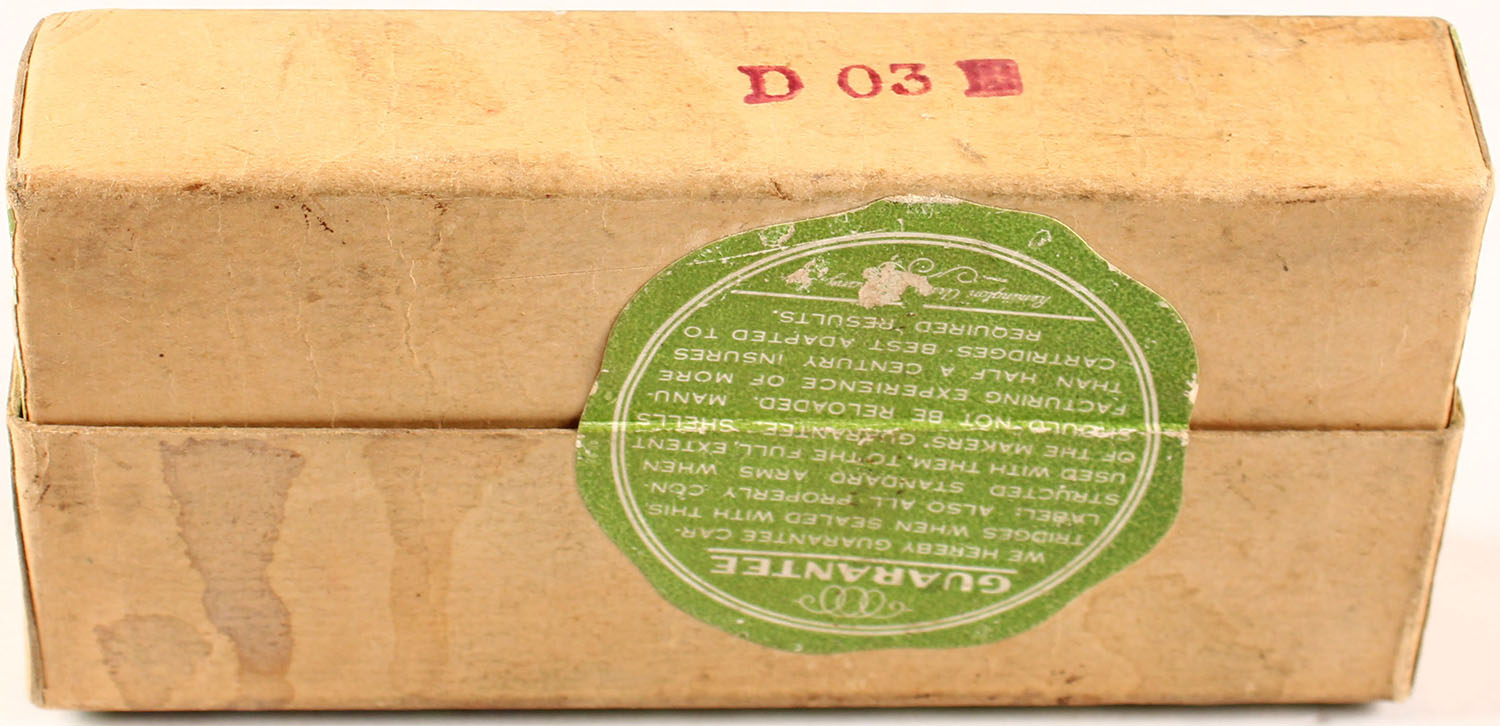 D 03
GUARANTEE
WE HEREBY GUARANTEE CAR-
TRIDGES WHEN SEALED WITH THIS
LABEL: ALSO ALL PROPERLY CON-
STRUCTED STANDARD ARMS WHEN
USED WITH THEM, TO THE FULL EXTENT
OF THE MAKERS' GUARANTEE. SHELLS
SHOULD NOT BE RELOADED. MANU-
FACTURING EXPERIENCE OF MORE
THAN HALF A CENTURY INSURES
CARTRIDGES BEST ADAPTED TO
REQUIRED RESULTS.
Remington